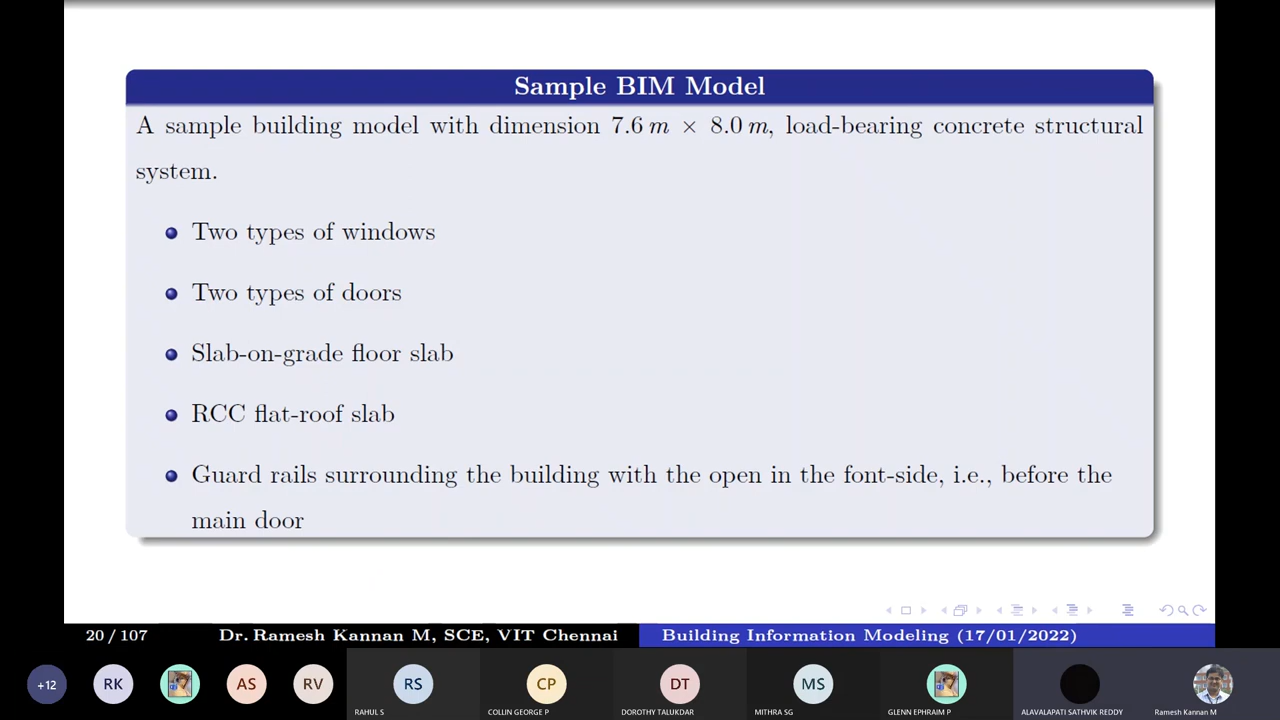 Sample BIM Model
A sample building model with dimension 7.6 m × 8.0 m, load-bearing concrete structural
system.
Two types of windows
Two types of doors
Slab-on-grade floor slab
RCC flat-roof slab
Guard rails surrounding the building with the open in the font-side, i.e., before the
main door
20 / 107 Dr. Ramesh Kannan M, SCE, VIT Chennai Building Information Modeling (17/01/2022)
+12 RK AS RV RS CP DT MS
RAHUL S COLLIN GEORGE P DOROTHY TALUKDAR MITHRA SG GLENN EPHRAIM P ALAVALAPATI SATHVIK REDDY Ramesh Kannan M